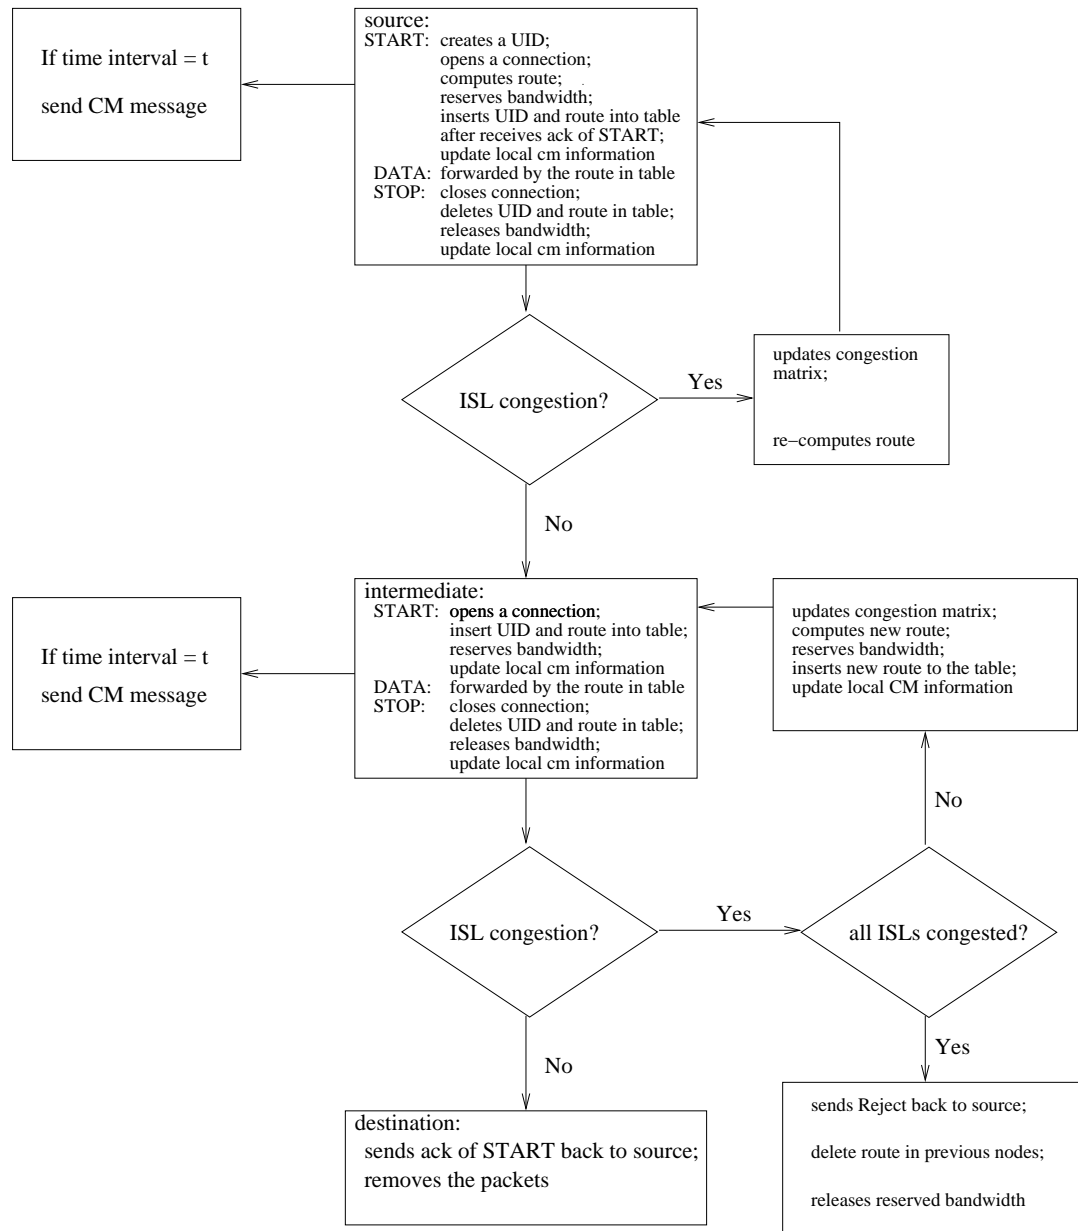 If time interval = t
send CM message
source:
START: creates a UID;
opens a connection;
computes route;
reserves bandwidth;
inserts UID and route into table
after receives ack of START;
update local cm information
DATA: forwarded by the route in table
STOP: closes connection;
deletes UID and route in table;
releases bandwidth;
update local cm information
ISL congestion?
Yes
updates congestion
matrix;
re−computes route
No
If time interval = t
send CM message
intermediate:
START: opens a connection;
insert UID and route into table;
reserves bandwidth;
update local cm information
DATA: forwarded by the route in table
STOP: closes connection;
deletes UID and route in table;
releases bandwidth;
update local cm information
updates congestion matrix;
computes new route;
reserves bandwidth;
inserts new route to the table;
update local CM information
No
ISL congestion?
Yes
all ISLs congested?
No
Yes
destination:
sends ack of START back to source;
removes the packets
sends Reject back to source;
delete route in previous nodes;
releases reserved bandwidth